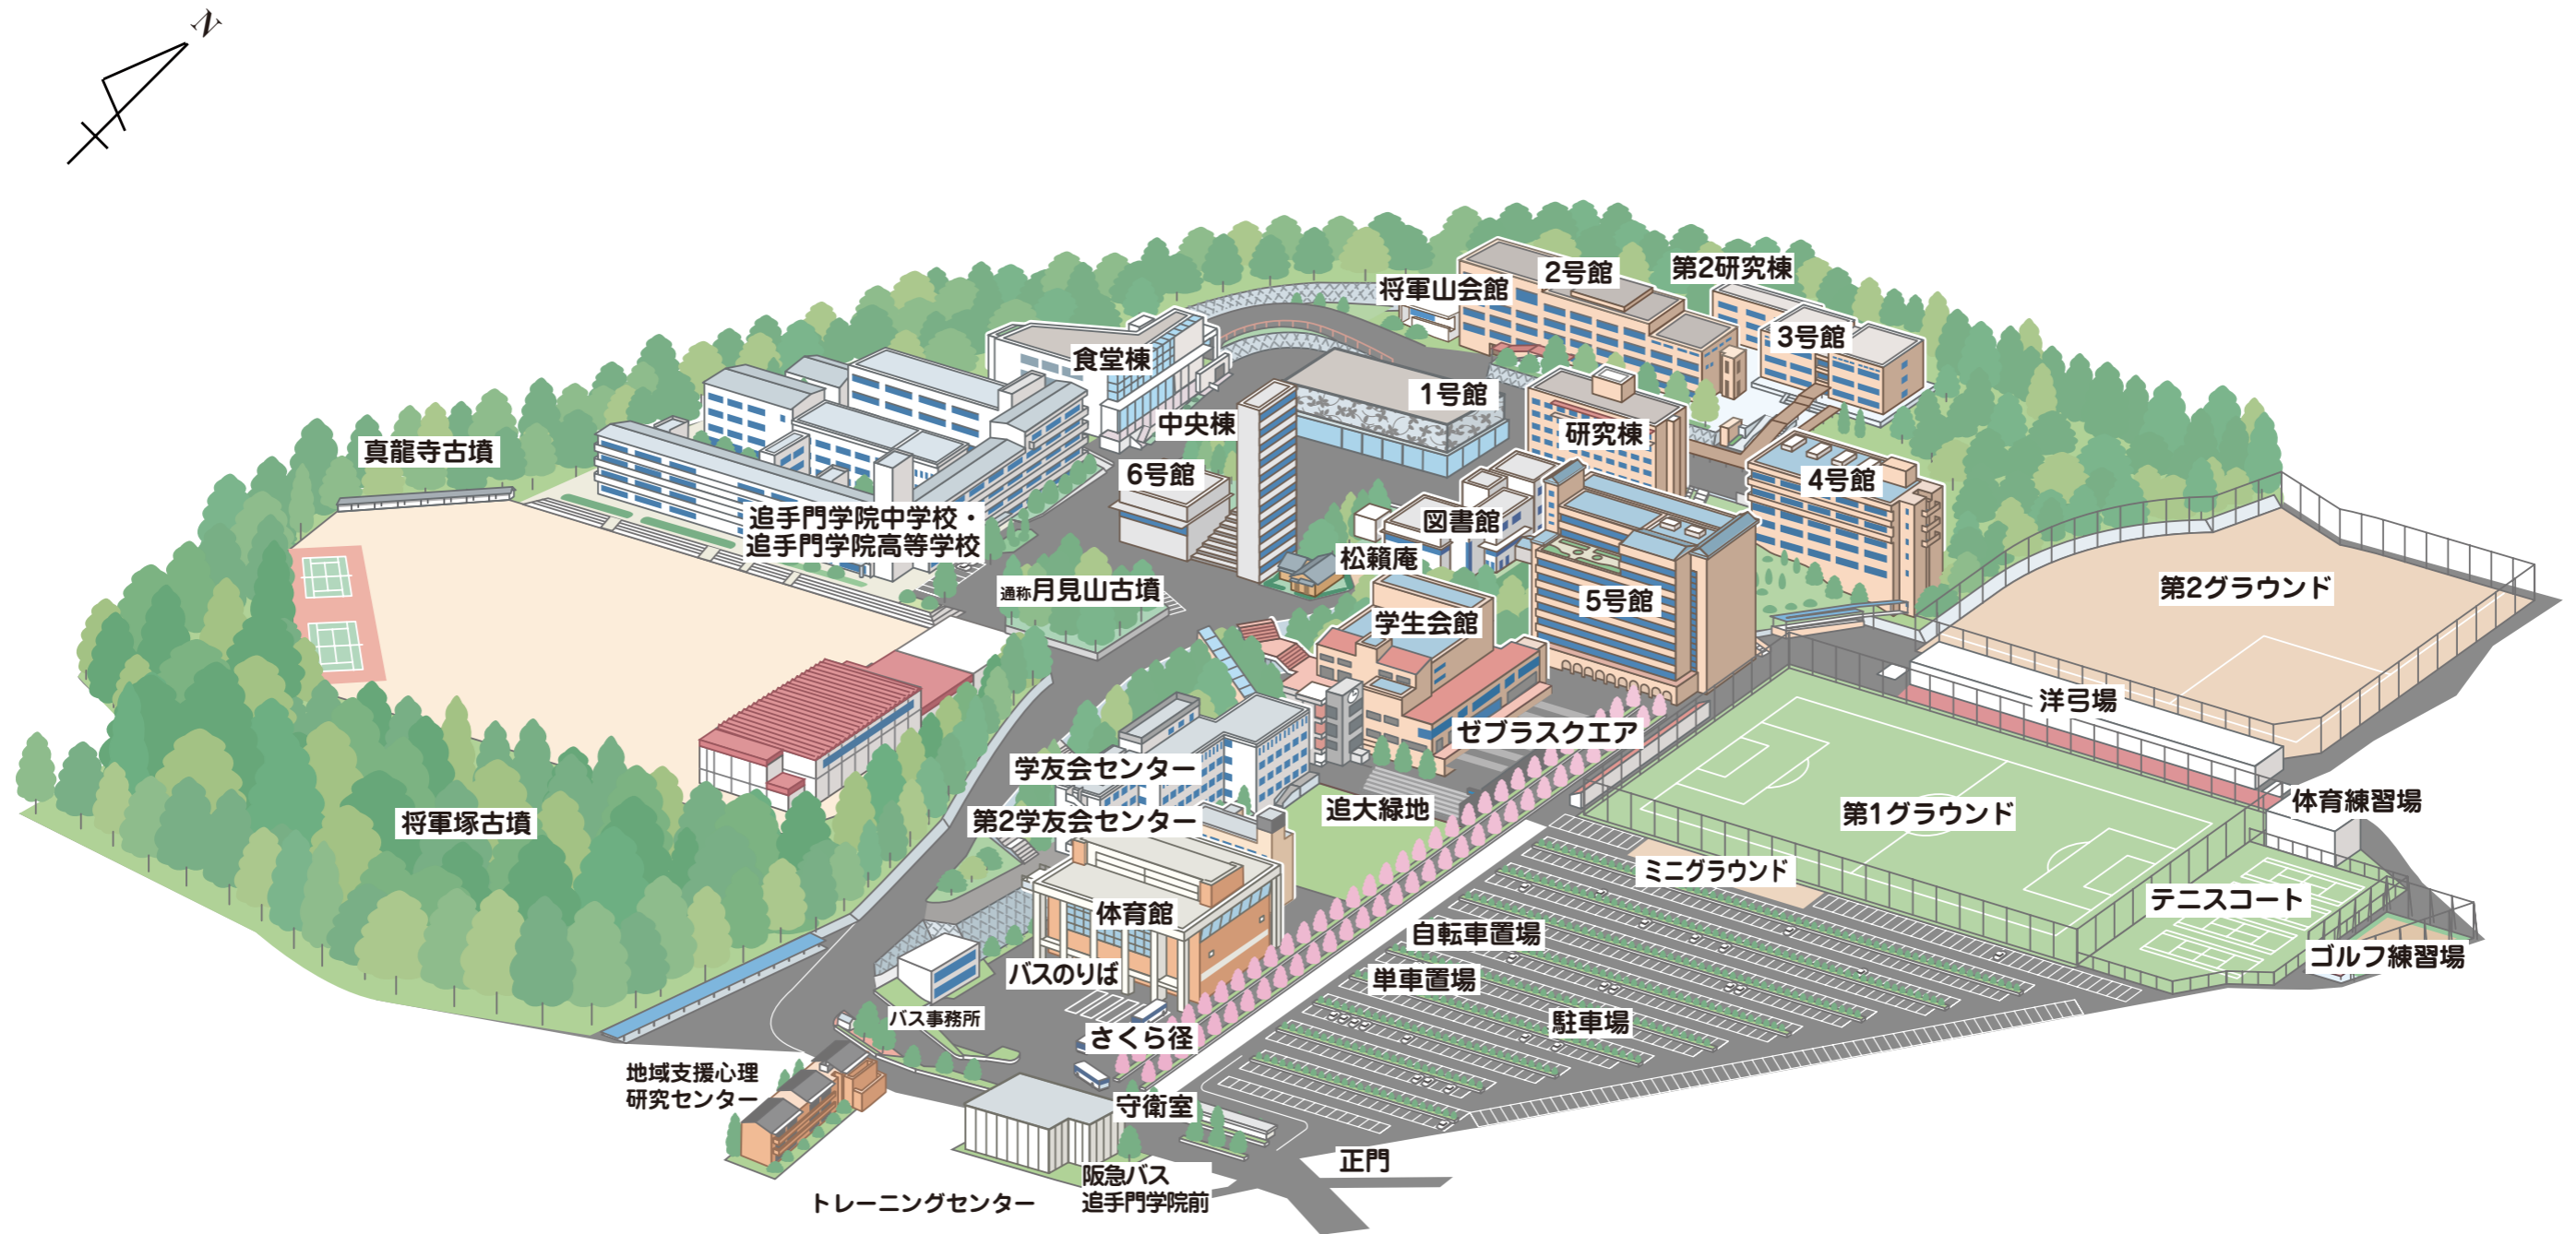 N
2号館
第2研究棟
将軍山会館
3号館
食堂棟
1号館
中央棟
研究棟
真龍寺古墳
6号館
4号館
追手門学院中学校・
追手門学院高等学校
図書館
松籟庵
通称月見山古墳
5号館
第2グラウンド
学生会館
洋弓場
ゼブラスクエア
学友会センター
体育練習場
追大緑地
第1グラウンド
将軍塚古墳
第2学友会センター
ミニグラウンド
テニスコート
体育館
自転車置場
ゴルフ練習場
バスのりば
単車置場
バス事務所
駐車場
さくら径
地域支援心理
研究センター
守衛室
正門
阪急バス
追手門学院前
トレーニングセンター